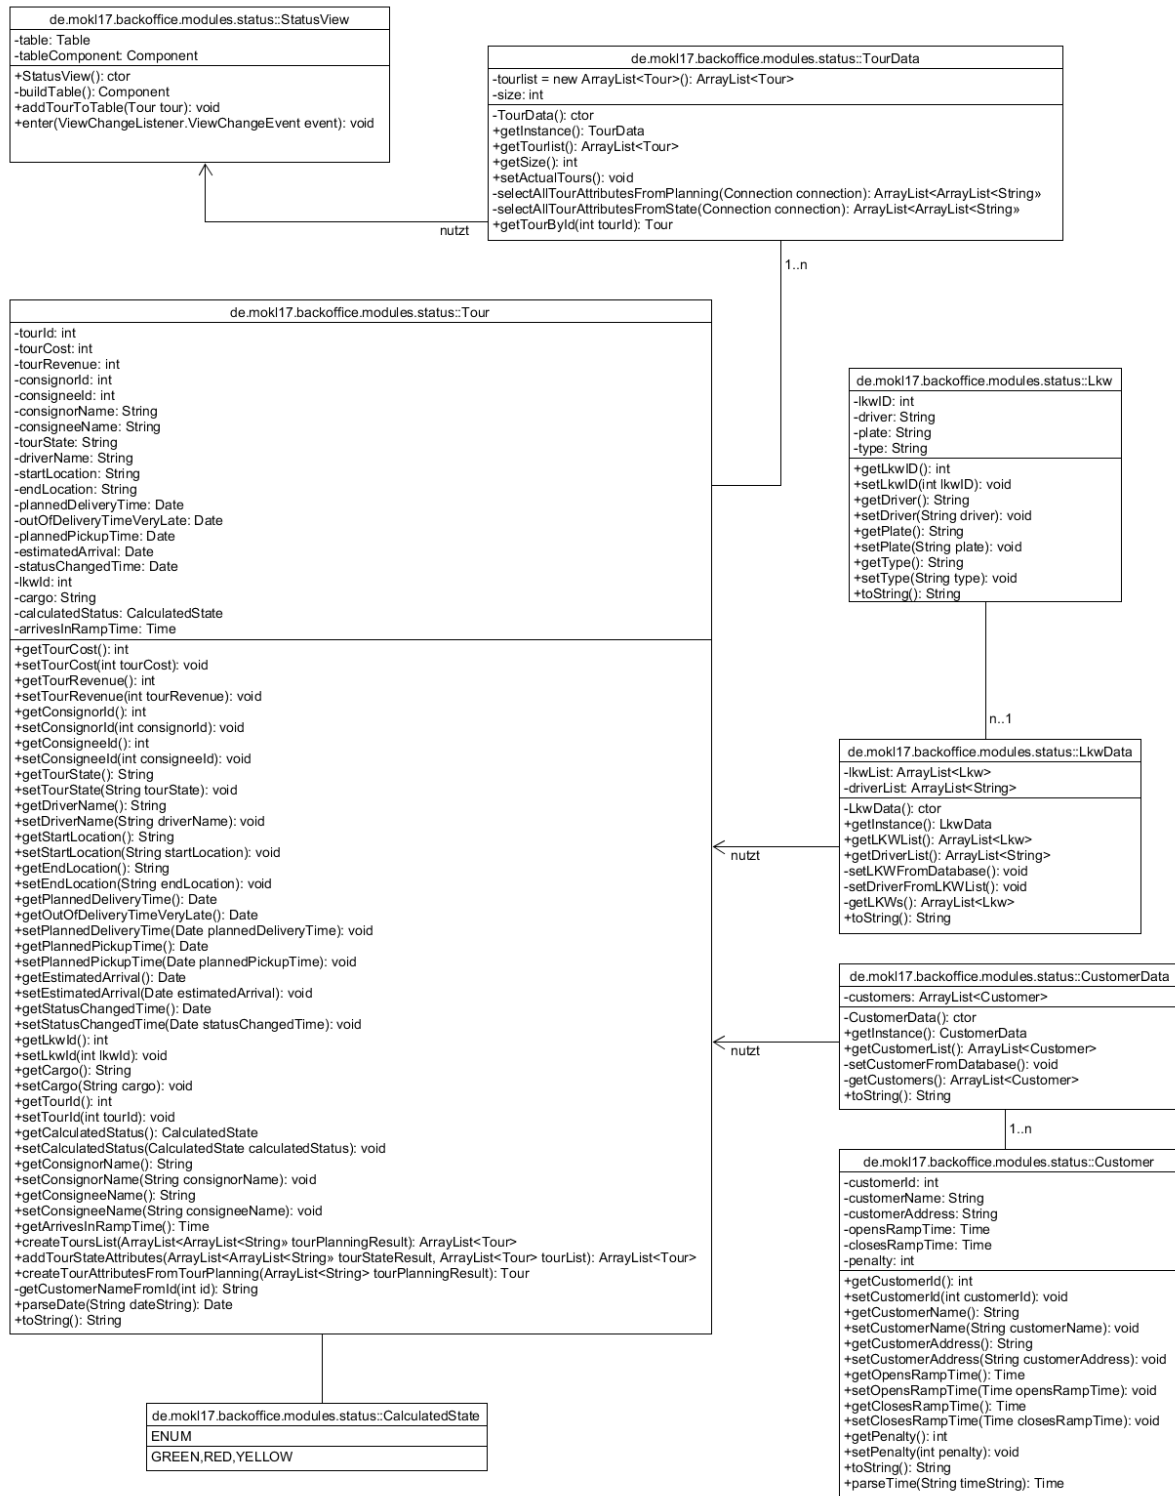 de.mokl17.backoffice.modules.status::StatusView
-table: Table
-tableComponent: Component
+StatusView(): ctor
-buildTable(): Component
+addTourToTable(Tour tour): void
+enter(ViewChangeListener.ViewChangeEvent event): void
de.mokl17.backoffice.modules.status::TourData
-tourlist = new ArrayList<Tour>(): ArrayList<Tour>
-size: int
-TourData(): ctor
+getInstance(): TourData
+getTourlist(): ArrayList<Tour>
+getSize(): int
+setActualTours(): void
-selectAllTourAttributesFromPlanning(Connection connection): ArrayList<ArrayList<String»
-selectAllTourAttributesFromState(Connection connection): ArrayList<ArrayList<String»
+getTourById(int tourId): Tour
nutzt
1..n
de.mokl17.backoffice.modules.status::Tour
-tourId: int
-tourCost: int
-tourRevenue: int
-consignorId: int
-consigneeId: int
-consignorName: String
-consigneeName: String
-tourState: String
-driverName: String
-startLocation: String
-endLocation: String
-plannedDeliveryTime: Date
-outOfDeliveryTimeVeryLate: Date
-plannedPickupTime: Date
-estimatedArrival: Date
-statusChangedTime: Date
-lkwId: int
-cargo: String
-calculatedStatus: CalculatedState
-arrivesInRampTime: Time
+getTourCost(): int
+setTourCost(int tourCost): void
+getTourRevenue(): int
+setTourRevenue(int tourRevenue): void
+getConsignorId(): int
+setConsignorId(int consignorId): void
+getConsigneeId(): int
+setConsigneeId(int consigneeId): void
+getTourState(): String
+setTourState(String tourState): void
+getDriverName(): String
+setDriverName(String driverName): void
+getStartLocation(): String
+setStartLocation(String startLocation): void
+getEndLocation(): String
+setEndLocation(String endLocation): void
+getPlannedDeliveryTime(): Date
+getOutOfDeliveryTimeVeryLate(): Date
+setPlannedDeliveryTime(Date plannedDeliveryTime): void
+getPlannedPickupTime(): Date
+setPlannedPickupTime(Date plannedPickupTime): void
+getEstimatedArrival(): Date
+setEstimatedArrival(Date estimatedArrival): void
+getStatusChangedTime(): Date
+setStatusChangedTime(Date statusChangedTime): void
+getLkwId(): int
+setLkwId(int lkwId): void
+getCargo(): String
+setCargo(String cargo): void
+getTourId(): int
+setTourId(int tourId): void
+getCalculatedStatus(): CalculatedState
+setCalculatedStatus(CalculatedState calculatedStatus): void
+getConsignorName(): String
+setConsignorName(String consignorName): void
+getConsigneeName(): String
+setConsigneeName(String consigneeName): void
+getArrivesInRampTime(): Time
+createToursList(ArrayList<ArrayList<String» tourPlanningResult): ArrayList<Tour>
+addTourStateAttributes(ArrayList<ArrayList<String» tourStateResult, ArrayList<Tour> tourList): ArrayList<Tour>
+createTourAttributesFromTourPlanning(ArrayList<String> tourPlanningResult): Tour
-getCustomerNameFromId(int id): String
+parseDate(String dateString): Date
+toString(): String
de.mokl17.backoffice.modules.status::Lkw
-lkwID: int
-driver: String
-plate: String
-type: String
+getLkwID(): int
+setLkwID(int lkwID): void
+getDriver(): String
+setDriver(String driver): void
+getPlate(): String
+setPlate(String plate): void
+getType(): String
+setType(String type): void
+toString(): String
n..1
de.mokl17.backoffice.modules.status::LkwData
-lkwList: ArrayList<Lkw>
-driverList: ArrayList<String>
-LkwData(): ctor
+getInstance(): LkwData
+getLKWList(): ArrayList<Lkw>
+getDriverList(): ArrayList<String>
-setLKWFromDatabase(): void
-setDriverFromLKWList(): void
-getLKWs(): ArrayList<Lkw>
+toString(): String
nutzt
de.mokl17.backoffice.modules.status::CustomerData
-customers: ArrayList<Customer>
-CustomerData(): ctor
+getInstance(): CustomerData
+getCustomerList(): ArrayList<Customer>
-setCustomerFromDatabase(): void
-getCustomers(): ArrayList<Customer>
+toString(): String
nutzt
1..n
de.mokl17.backoffice.modules.status::Customer
-customerId: int
-customerName: String
-customerAddress: String
-opensRampTime: Time
-closesRampTime: Time
-penalty: int
+getCustomerId(): int
+setCustomerId(int customerId): void
+getCustomerName(): String
+setCustomerName(String customerName): void
+getCustomerAddress(): String
+setCustomerAddress(String customerAddress): void
+getOpensRampTime(): Time
+setOpensRampTime(Time opensRampTime): void
+getClosesRampTime(): Time
+setClosesRampTime(Time closesRampTime): void
+getPenalty(): int
+setPenalty(int penalty): void
+toString(): String
+parseTime(String timeString): Time
de.mokl17.backoffice.modules.status::CalculatedState
ENUM
GREEN,RED,YELLOW